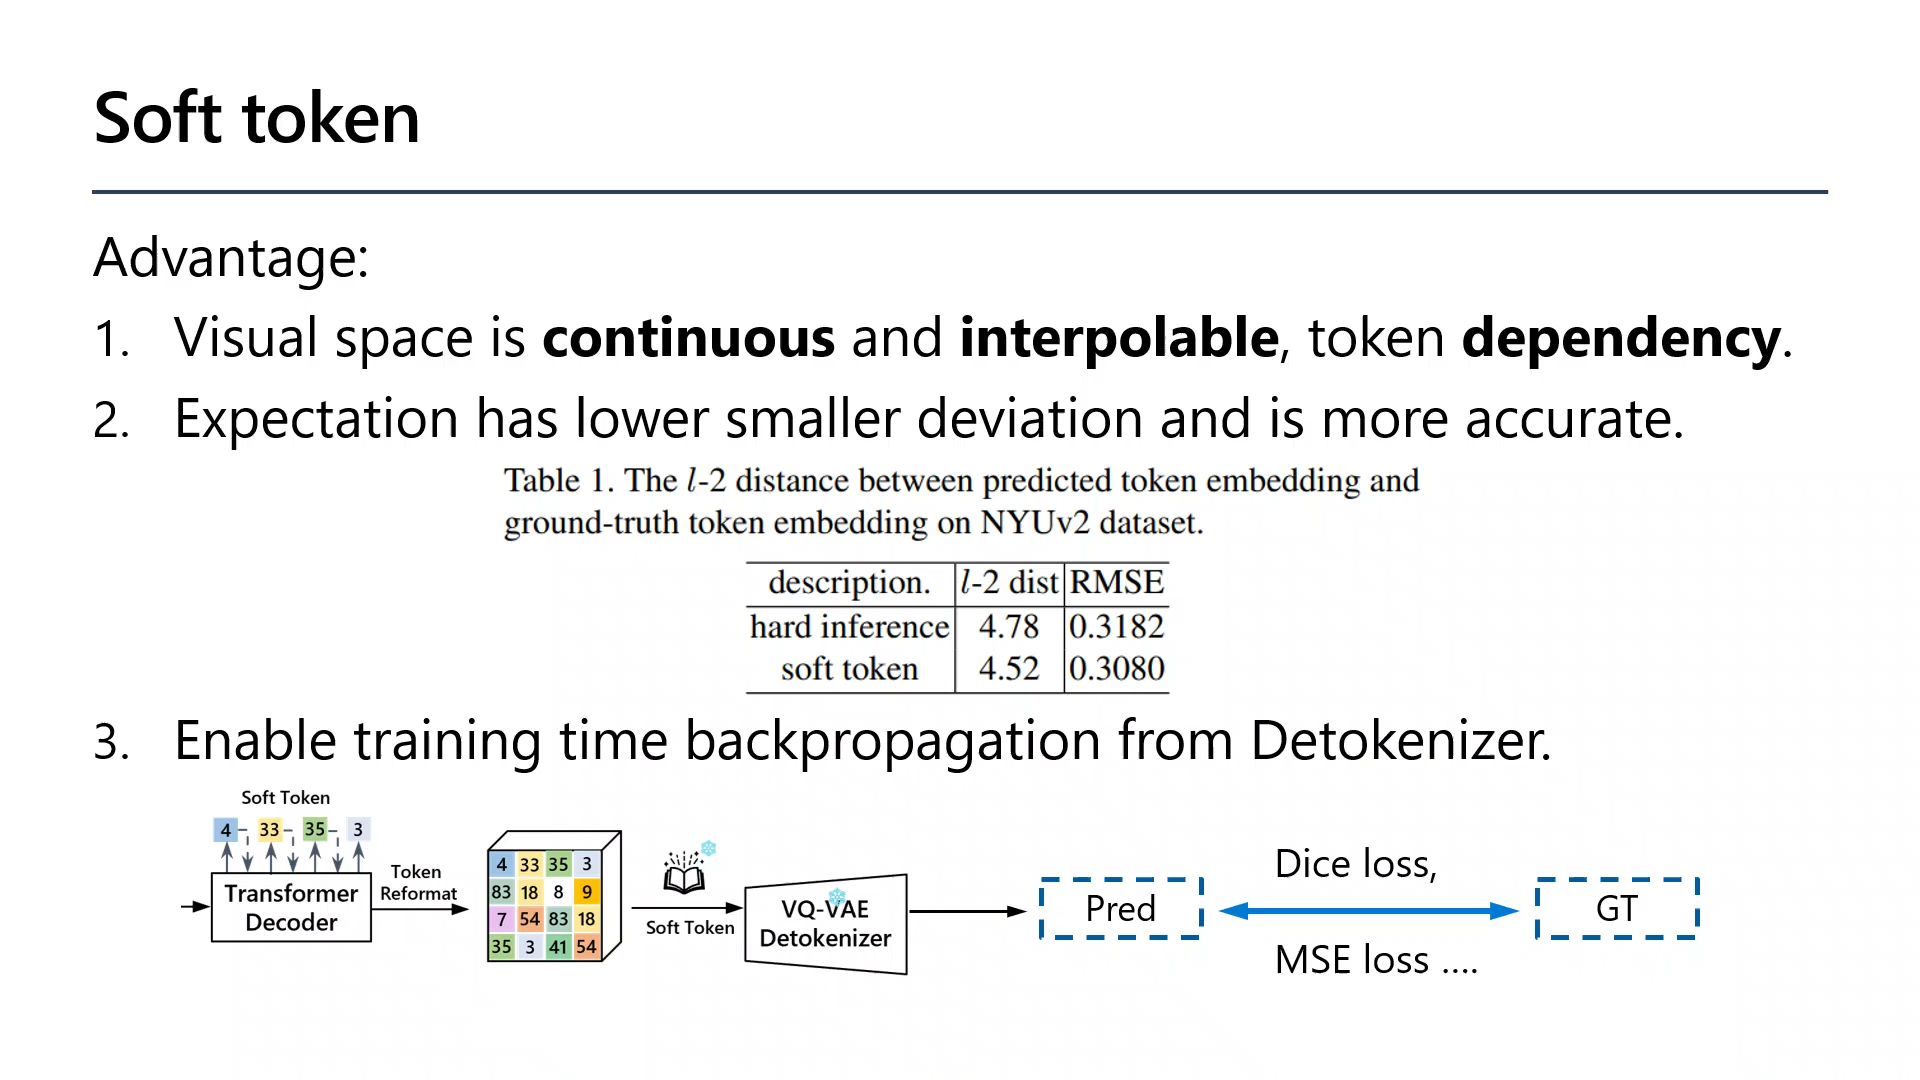 Soft token
Advantage:
1. Visual space is continuous and interpolable, token dependency.
2. Expectation has lower smaller deviation and is more accurate.
Table 1. The l-2 distance between predicted token embedding and
ground-truth token embedding on NYUv2 dataset.
description. l-2 dist RMSE
hard inference 4.78 0.3182
soft token 4.52 0.3080
3. Enable training time backpropagation from Detokenizer.
Soft Token
4 33 35 3
Transformer
Decoder
Token
Reformat
4 33 35 3
83 18 8 9
7 54 83 18
35 3 41 54
Soft Token
VQ-VAE
Detokenizer
Pred
Dice loss,
MSE loss ....
GT